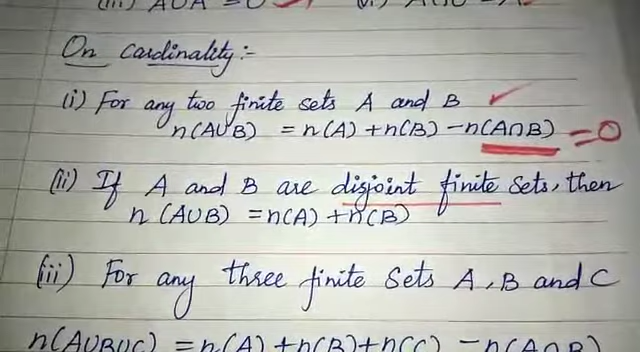 On Cardinality :-
(i) For any two finite sets A and B
n(A∪B) = n(A) + n(B) - n(A∩B) = 0
(ii) If A and B are disjoint finite sets, then
n (A∪B) = n(A) + n(B)
(iii) For any three finite Sets A, B and C
n(A∪B∪C) = n(A) + n(B) + n(C) - n(A∩B)